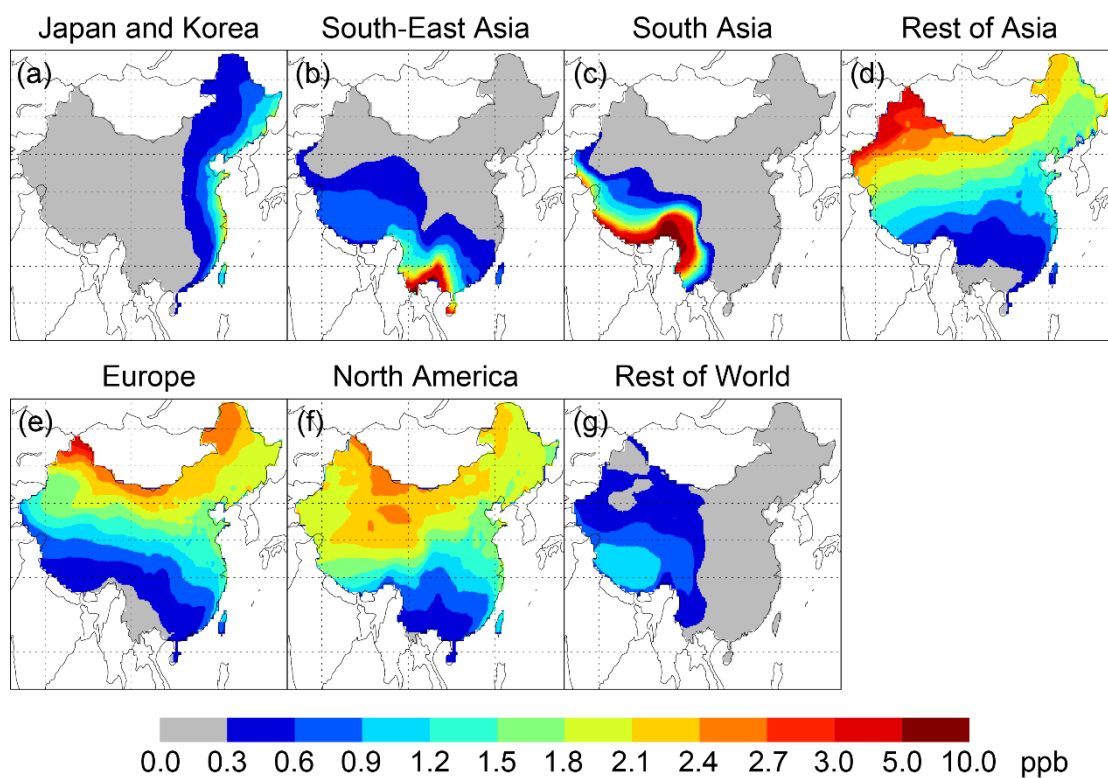 Japan and Korea South-East Asia South Asia Rest of Asia
(a) (b) (c) (d)
Europe North America Rest of World
(e) (f) (g)
0.0 0.3 0.6 0.9 1.2 1.5 1.8 2.1 2.4 2.7 3.0 5.0 10.0 ppb